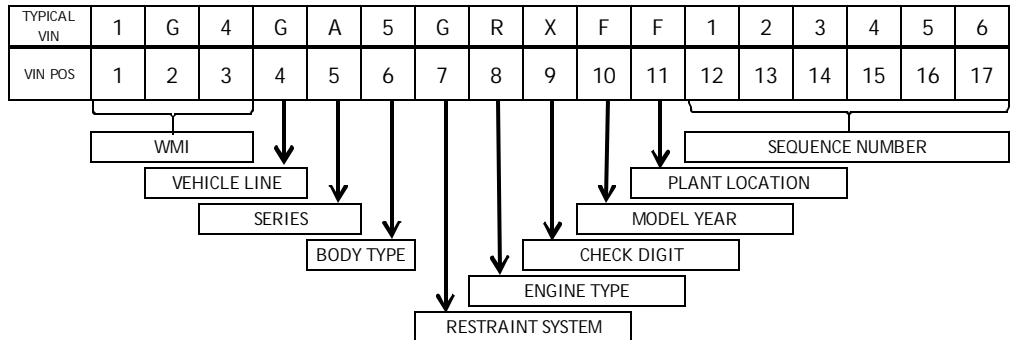 TYPICAL VIN 1 G 4 G A 5 G R X F F 1 2 3 4 5 6
VIN POS 1 2 3 4 5 6 7 8 9 10 11 12 13 14 15 16 17
WMI SEQUENCE NUMBER
VEHICLE LINE PLANT LOCATION
SERIES MODEL YEAR
BODY TYPE CHECK DIGIT
ENGINE TYPE
RESTRAINT SYSTEM